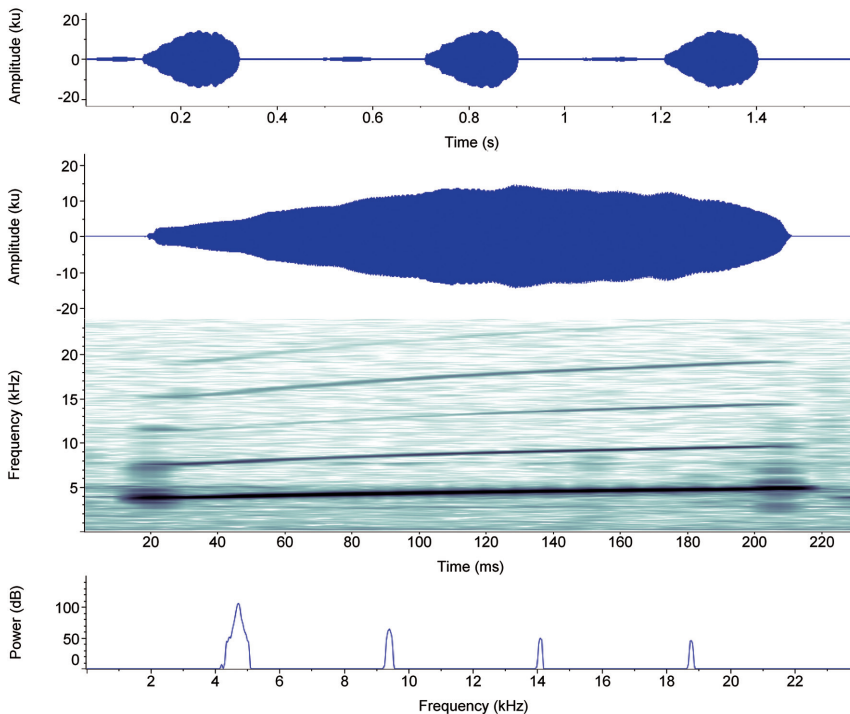 Amplitude (ku)
20
0
-20
0.2 0.4 0.6 0.8 1 1.2 1.4
Time (s)
Amplitude (ku)
20
10
0
-10
-20
Frequency (kHz)
20
15
10
5
20 40 60 80 100 120 140 160 180 200 220
Time (ms)
Power (dB)
100
50
0
2 4 6 8 10 12 14 16 18 20 22
Frequency (kHz)